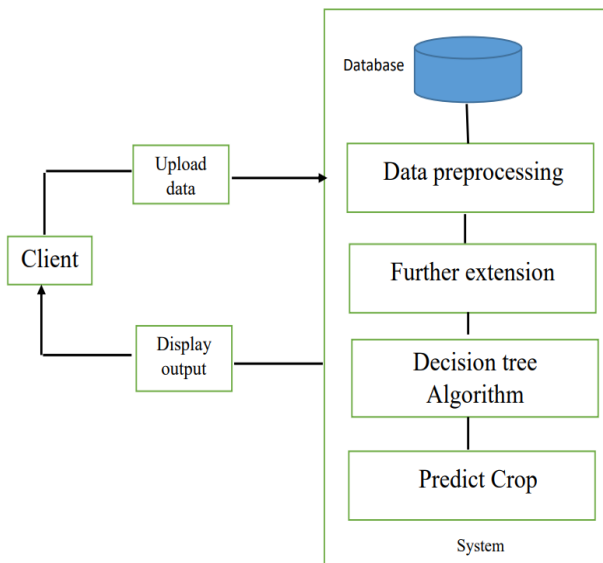 Database
Upload
data
Data preprocessing
Client
Further extension
Display
output
Decision tree
Algorithm
Predict Crop
System